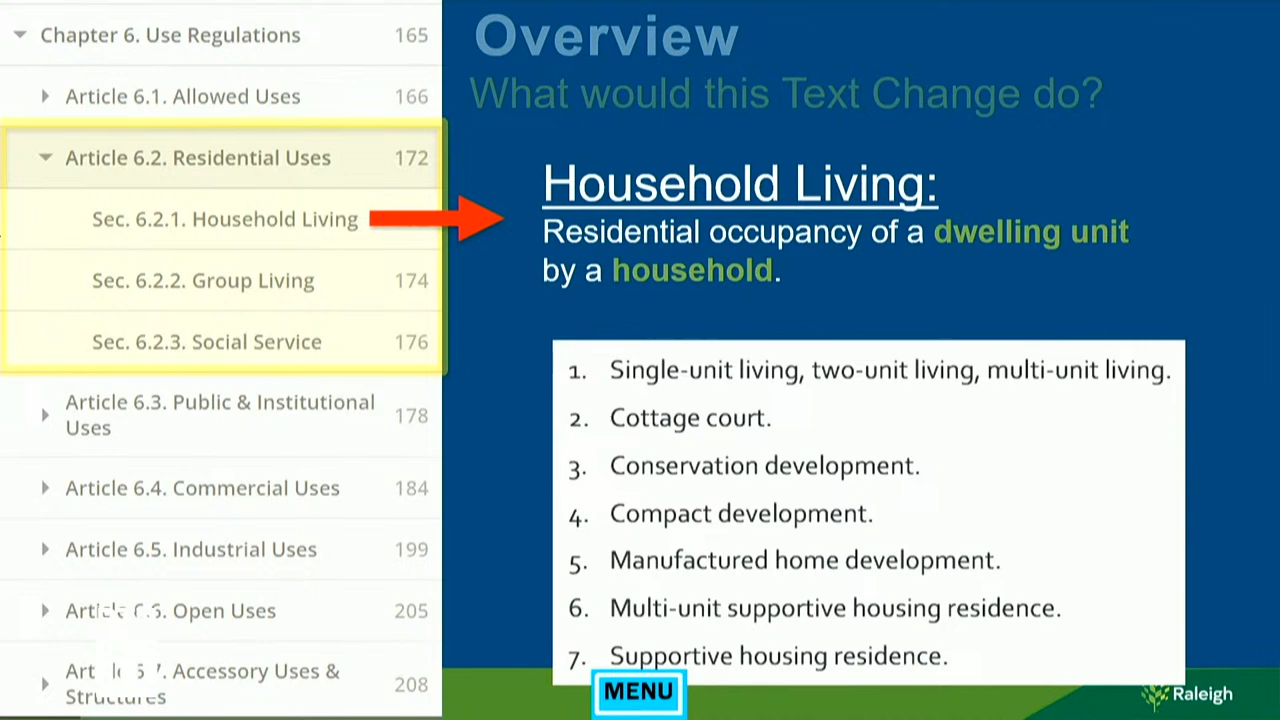 Chapter 6. Use Regulations 165
Article 6.1. Allowed Uses 166
Article 6.2. Residential Uses 172
Sec. 6.2.1. Household Living
Sec. 6.2.2. Group Living 174
Sec. 6.2.3. Social Service 176
Article 6.3. Public & Institutional
Uses 178
Article 6.4. Commercial Uses 184
Article 6.5. Industrial Uses 199
6. Open Uses 205
7. Accessory Uses &
Structures 208
Overview
What would this Text Change do?
Household Living:
Residential occupancy of a dwelling unit
by a household.
1. Single-unit living, two-unit living, multi-unit living.
2. Cottage court.
3. Conservation development.
4. Compact development.
5. Manufactured home development.
6. Multi-unit supportive housing residence.
7. Supportive housing residence.
MENU
Raleigh